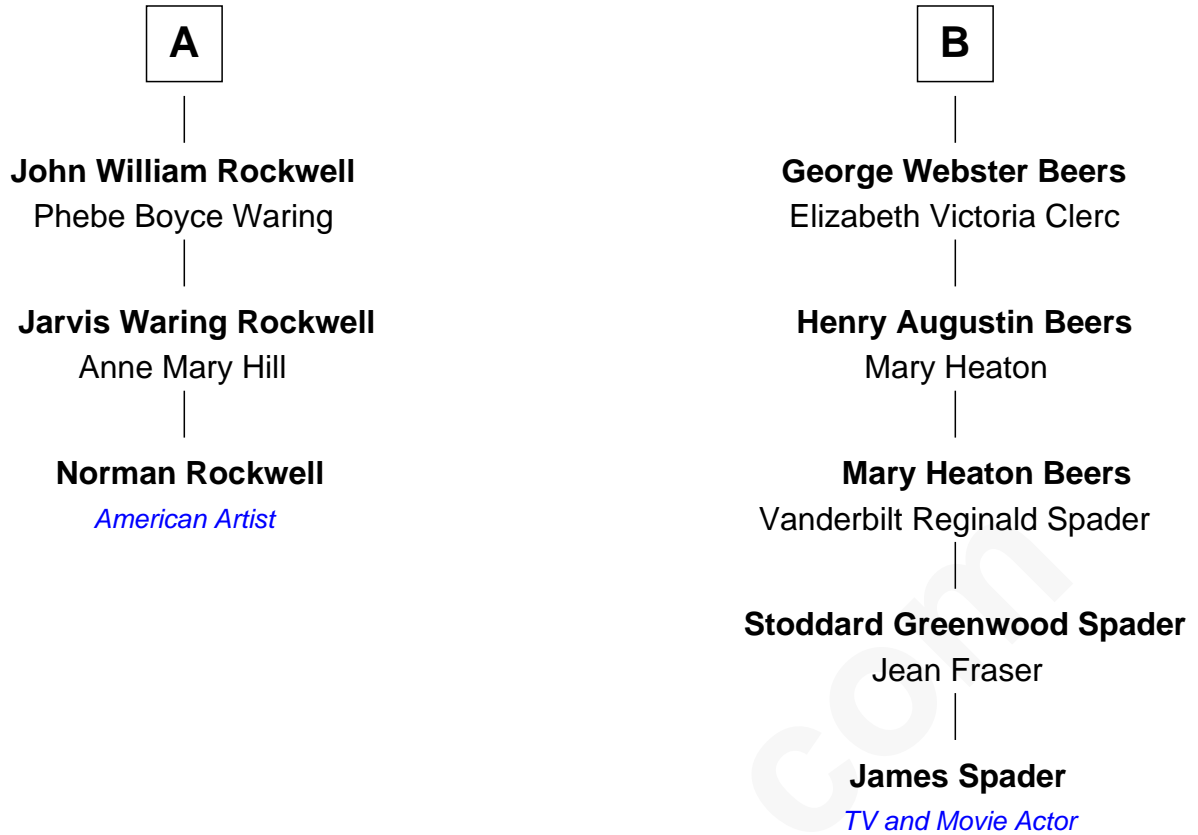 A
John William Rockwell
Phebe Boyce Waring
Jarvis Waring Rockwell
Anne Mary Hill
Norman Rockwell
American Artist
B
George Webster Beers
Elizabeth Victoria Clerc
Henry Augustin Beers
Mary Heaton
Mary Heaton Beers
Vanderbilt Reginald Spader
Stoddard Greenwood Spader
Jean Fraser
James Spader
TV and Movie Actor
com